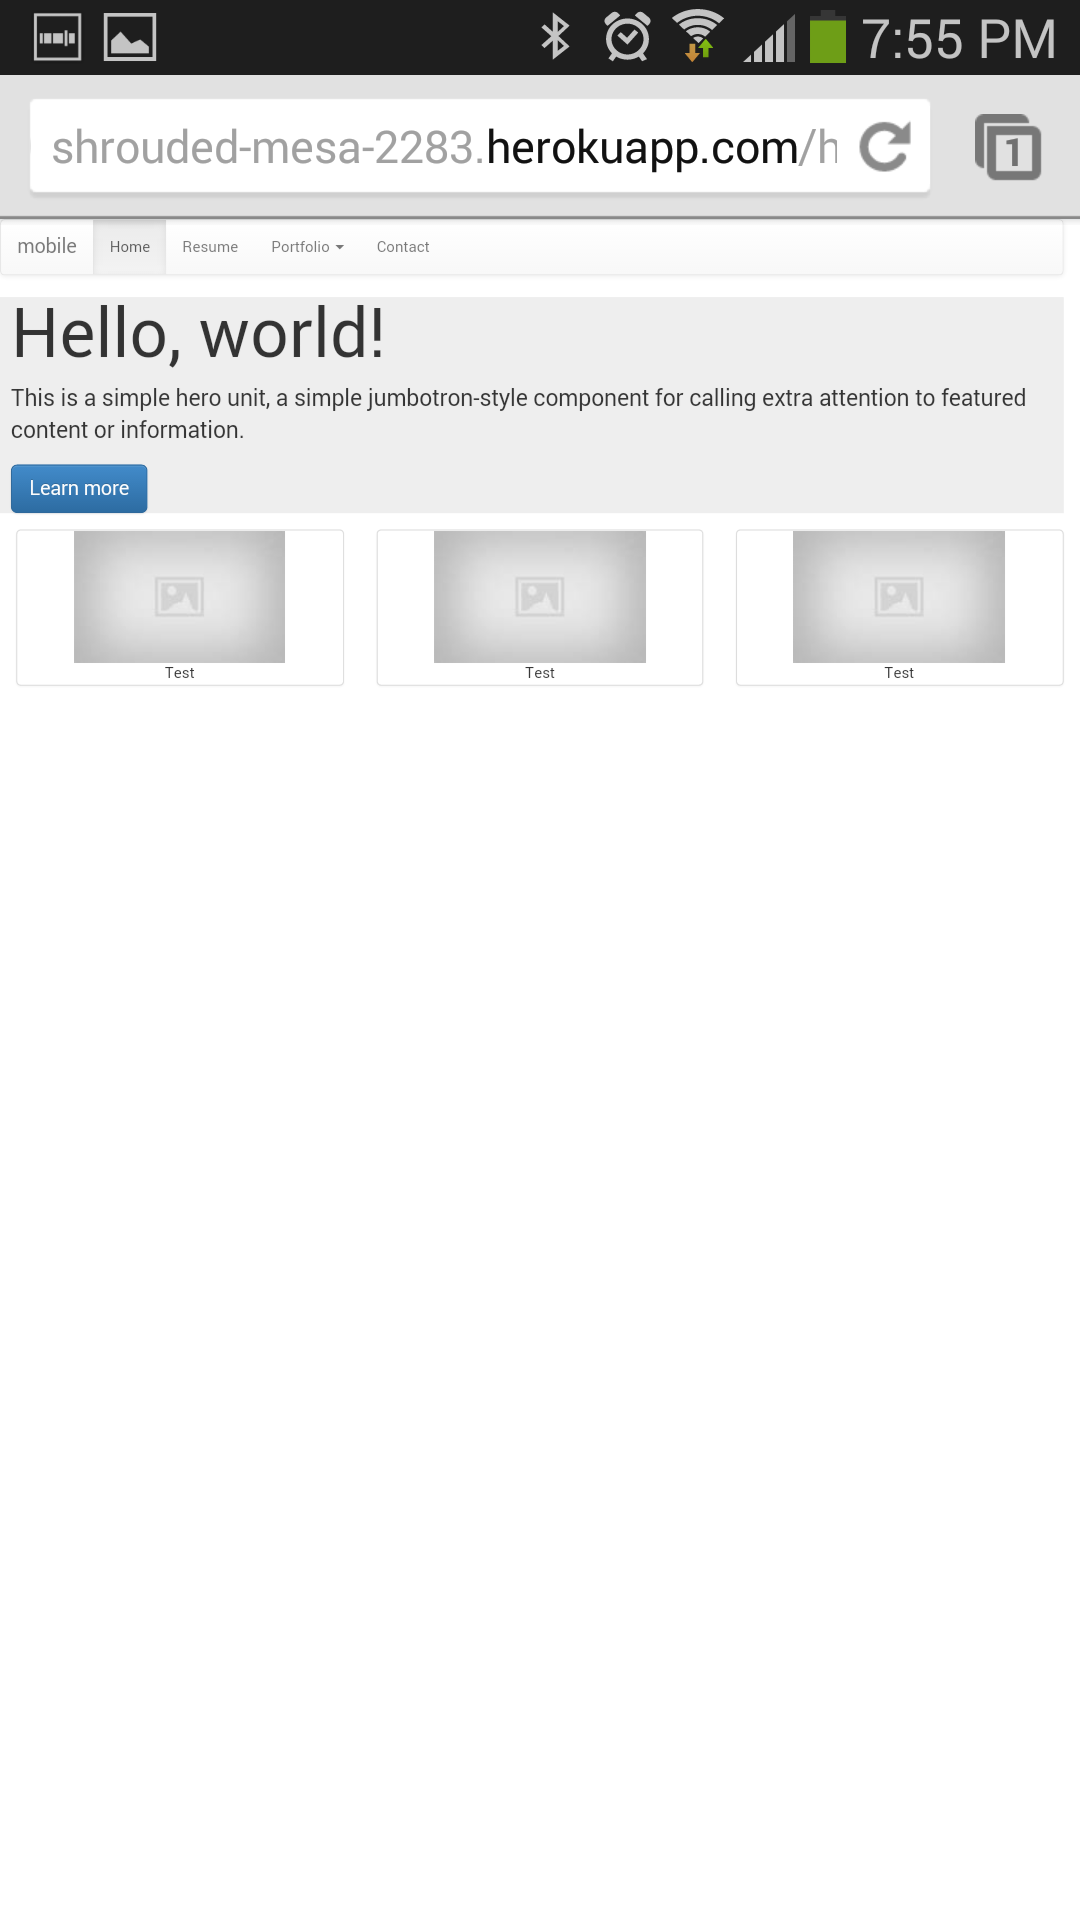 7:55 PM
shrouded-mesa-2283.herokuapp.com/h
1
mobile Home Resume Portfolio Contact
Hello, world!
This is a simple hero unit, a simple jumbotron-style component for calling extra attention to featured
content or information.
Learn more
Test Test Test